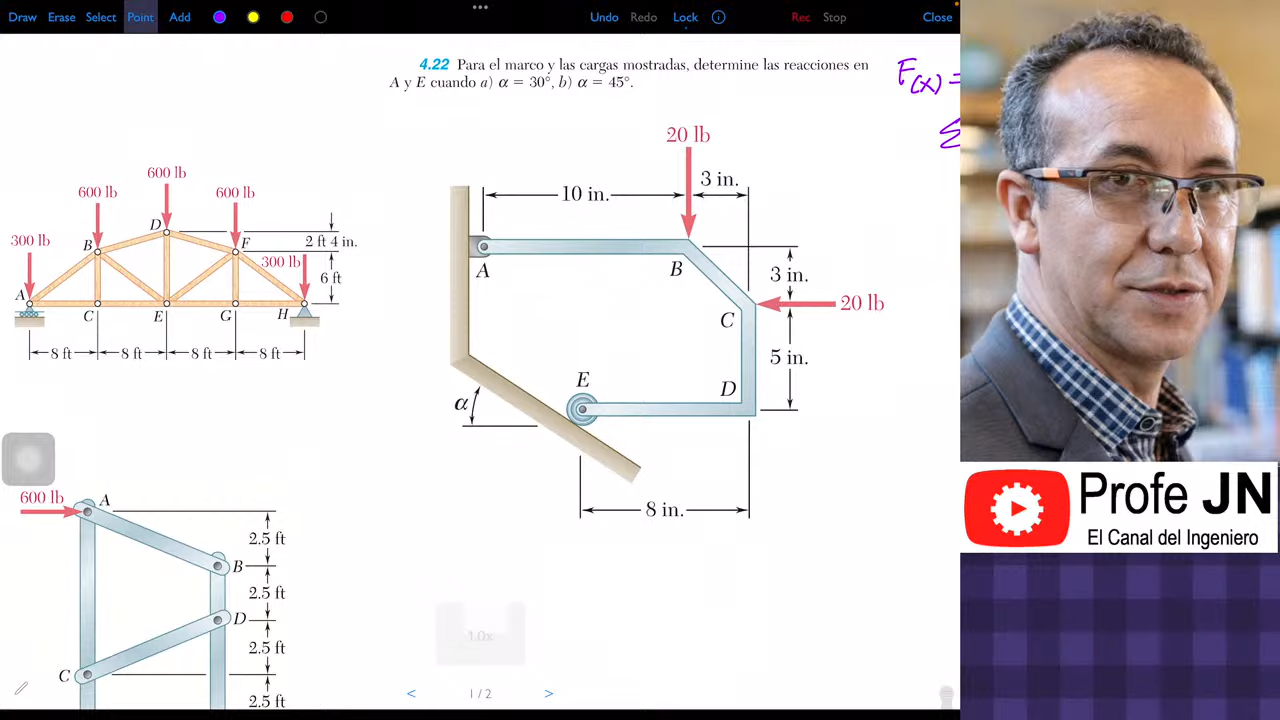 Draw Erase Select Point Add Undo Redo Lock Rec Stop Close
4.22 Para el marco y las cargas mostradas, determine las reacciones en
A y E cuando a) α = 30°, b) α = 45°.
F(x) =
20 lb
3 in.
10 in.
A
B
3 in.
C
20 lb
5 in.
D
E
α
8 in.
600 lb
600 lb
600 lb
D
B
F
2 ft 4 in.
300 lb
300 lb
6 ft
A
C E G H
8 ft 8 ft 8 ft 8 ft
600 lb
A
2.5 ft
B
2.5 ft
D
2.5 ft
C
2.5 ft
1.0x
< 1 / 2 >
Profe JN
El Canal del Ingeniero